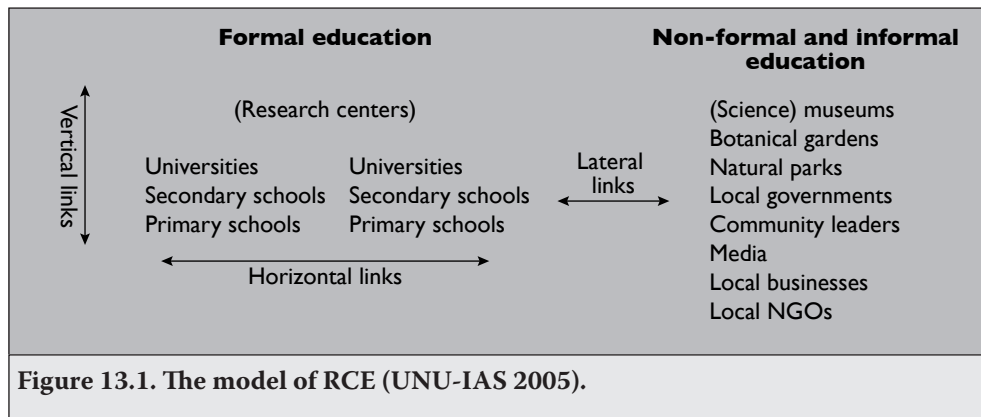 Formal education
Non-formal and informal
education
Vertical links
(Research centers)
Universities
Secondary schools
Primary schools
Universities
Secondary schools
Primary schools
Horizontal links
Lateral
links
(Science) museums
Botanical gardens
Natural parks
Local governments
Community leaders
Media
Local businesses
Local NGOs
Figure 13.1. The model of RCE (UNU-IAS 2005).